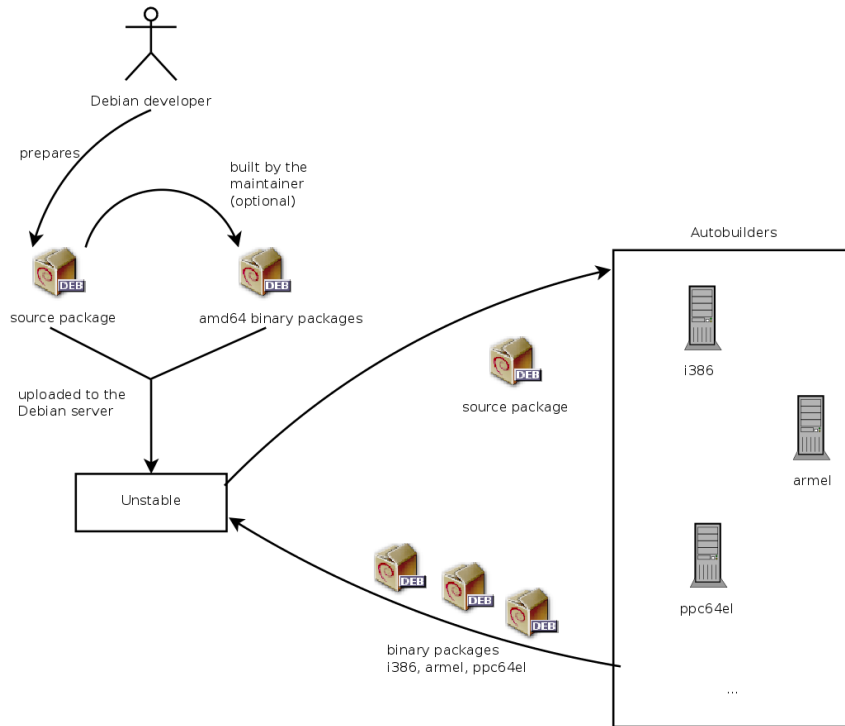 Debian developer
prepares
built by the
maintainer
(optional)
DEB
DEB
source package
amd64 binary packages
uploaded to the
Debian server
Unstable
Autobuilders
i386
DEB
source package
armel
ppc64el
DEB
DEB
DEB
binary packages
i386, armel, ppc64el
...